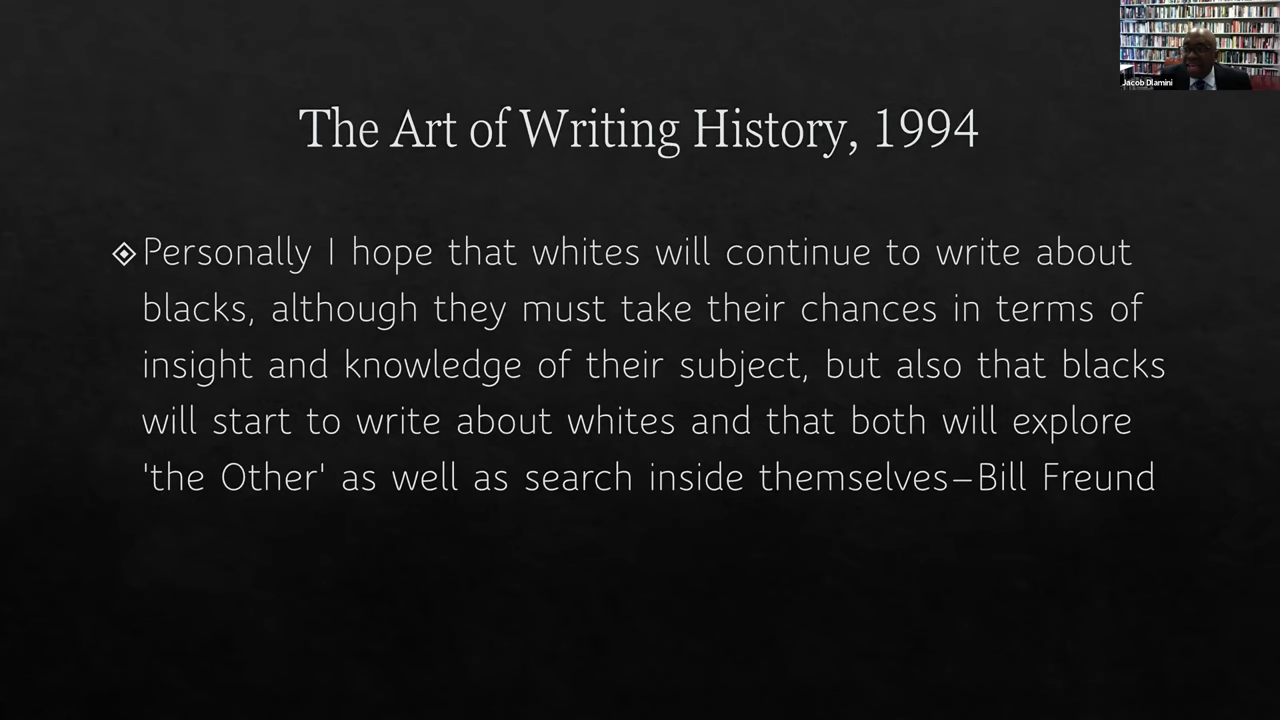 Jacob Dlamini
The Art of Writing History, 1994
Personally I hope that whites will continue to write about
blacks, although they must take their chances in terms of
insight and knowledge of their subject, but also that blacks
will start to write about whites and that both will explore
'the Other' as well as search inside themselves—Bill Freund